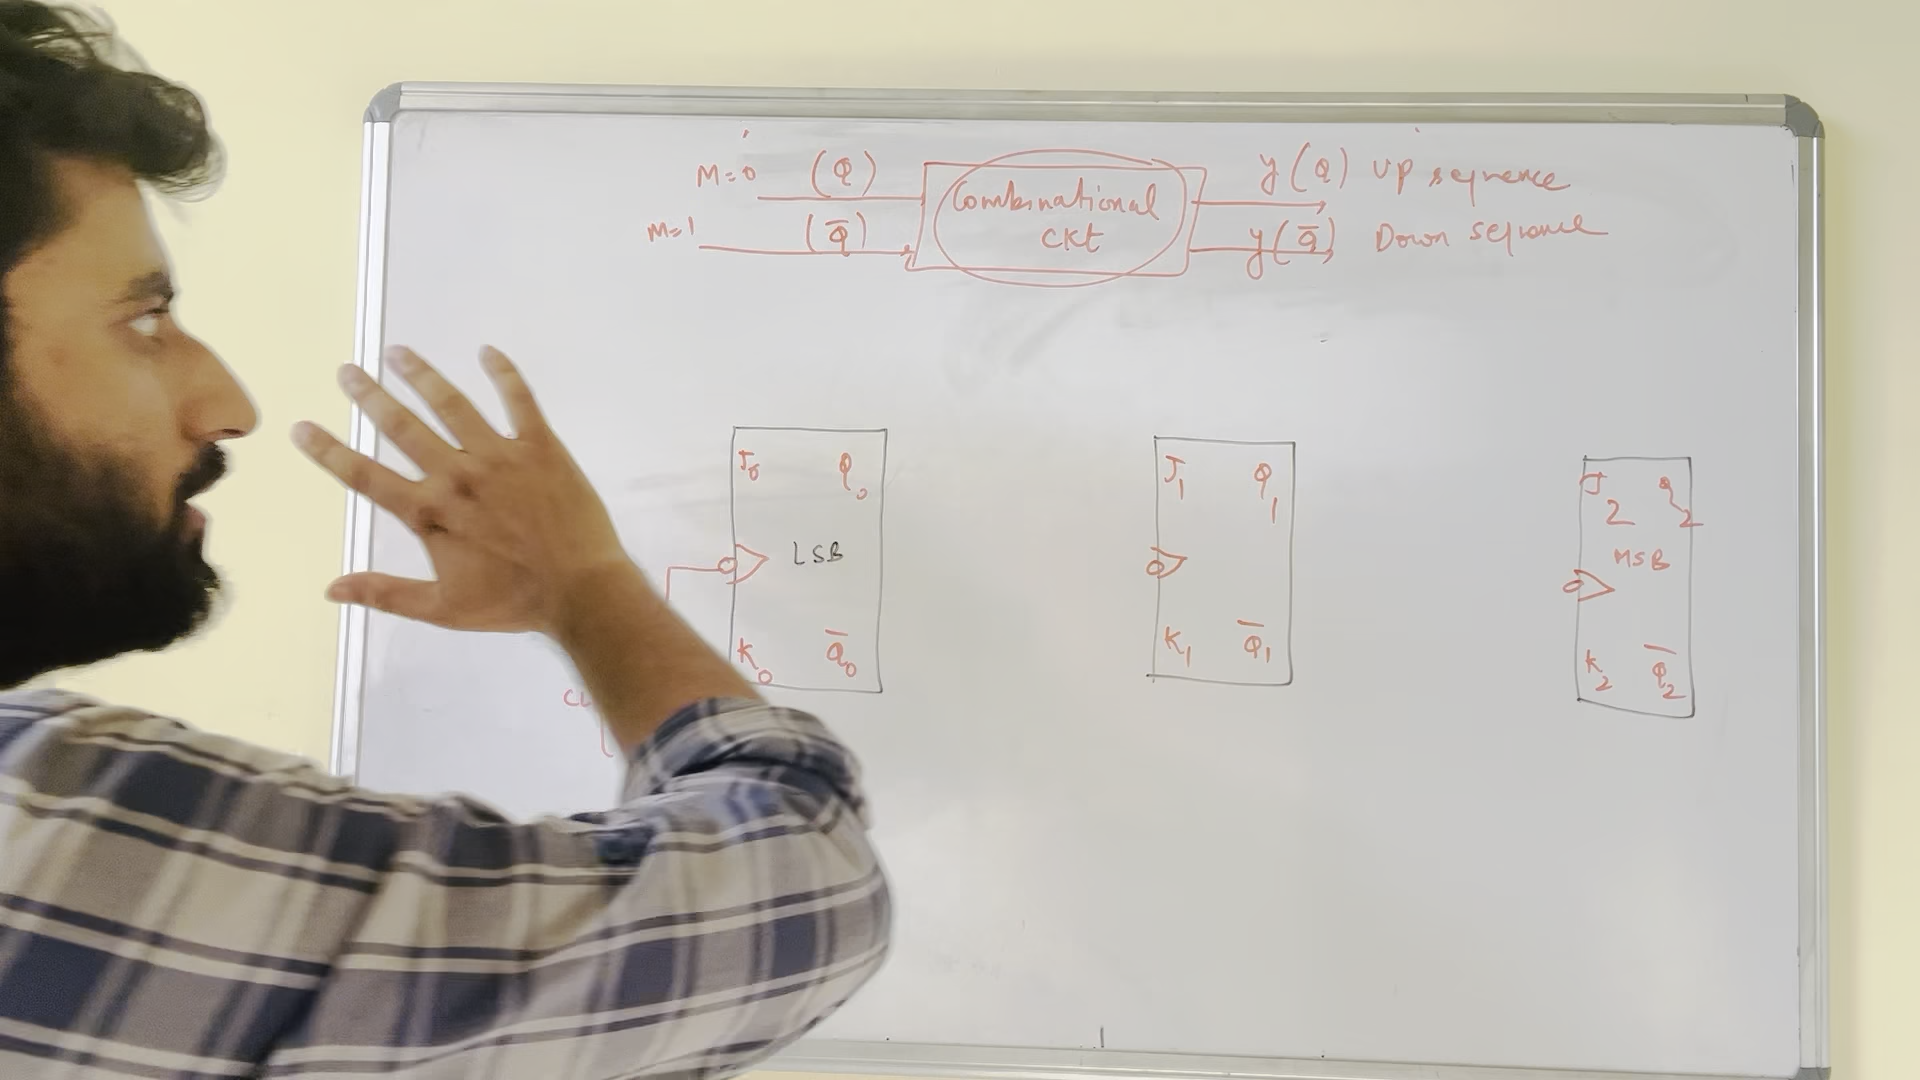 M=0 (Q) Combinational y(Q) UP sequence
M=1 (Q̅) CKt y(Q̅) Down sequence
J0 Q0
LSB
K0 Q̅0
J1 Q1
K1 Q̅1
J2 Q2
MSB
K2 Q̅2